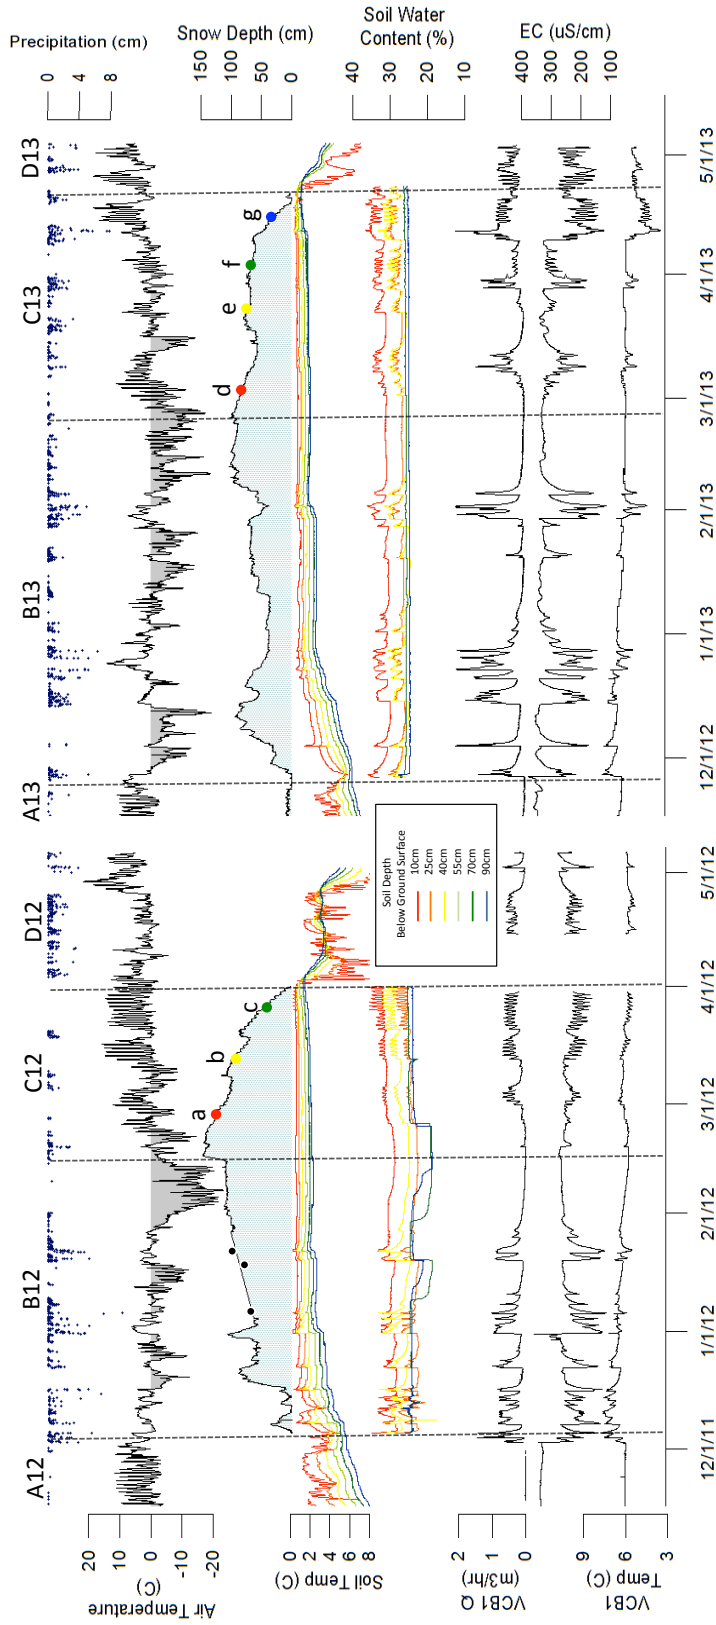 Precipitation (cm)
0 4 8
Snow Depth (cm)
150 100 50 0
Soil Water
Content (%)
40 30 20 10
EC (uS/cm)
400 300 200 100
A12 B12 C12 D12 A13 B13 C13 D13
a b c d e f g
Soil Depth
Below Ground Surface
10cm
25cm
40cm
55cm
70cm
90cm
20 10 0 -10 -20
Air Temperature
(C)
0 2 4 6 8
Soil Temp (C)
2 1 0
VCB1 Q
(m3/hr)
9 6 3
VCB1
Temp (C)
12/1/11 1/1/12 2/1/12 3/1/12 4/1/12 5/1/12 12/1/12 1/1/13 2/1/13 3/1/13 4/1/13 5/1/13